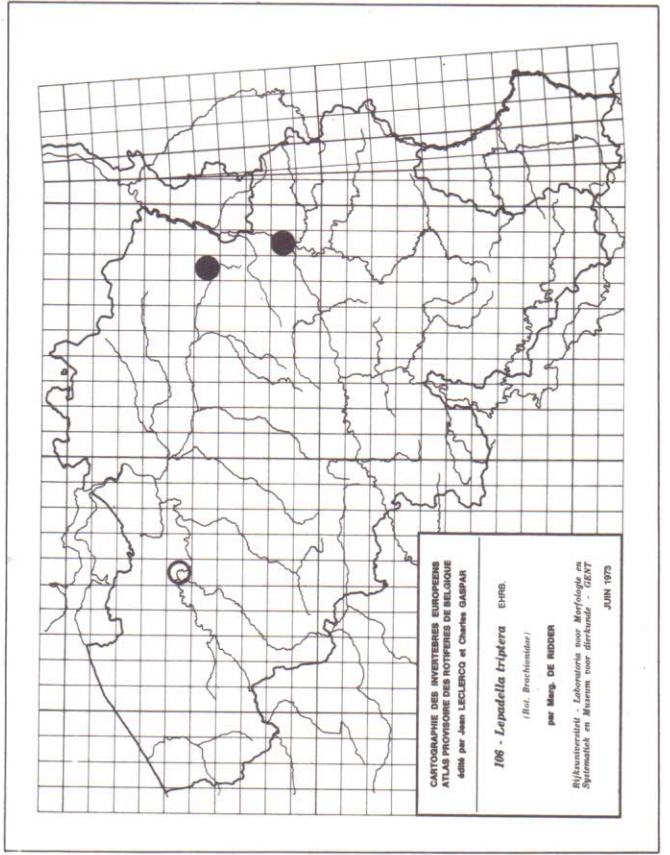 CARTOGRAPHIE DES INVERTEBRES EUROPEENS
ATLAS PROVISOIRE DES ROTIFERES DE BELGIQUE
édité par Jean LECLERCQ et Charles GASPAR
106 - Lepadella triptera EHRB.
(Rot. Brachionidae)
par Marg. DE RIDDER
Rijksuniversiteit - Laboratoria voor Morfologie en
Systematiek en Museum voor dierkunde - GENT
JUIN 1973